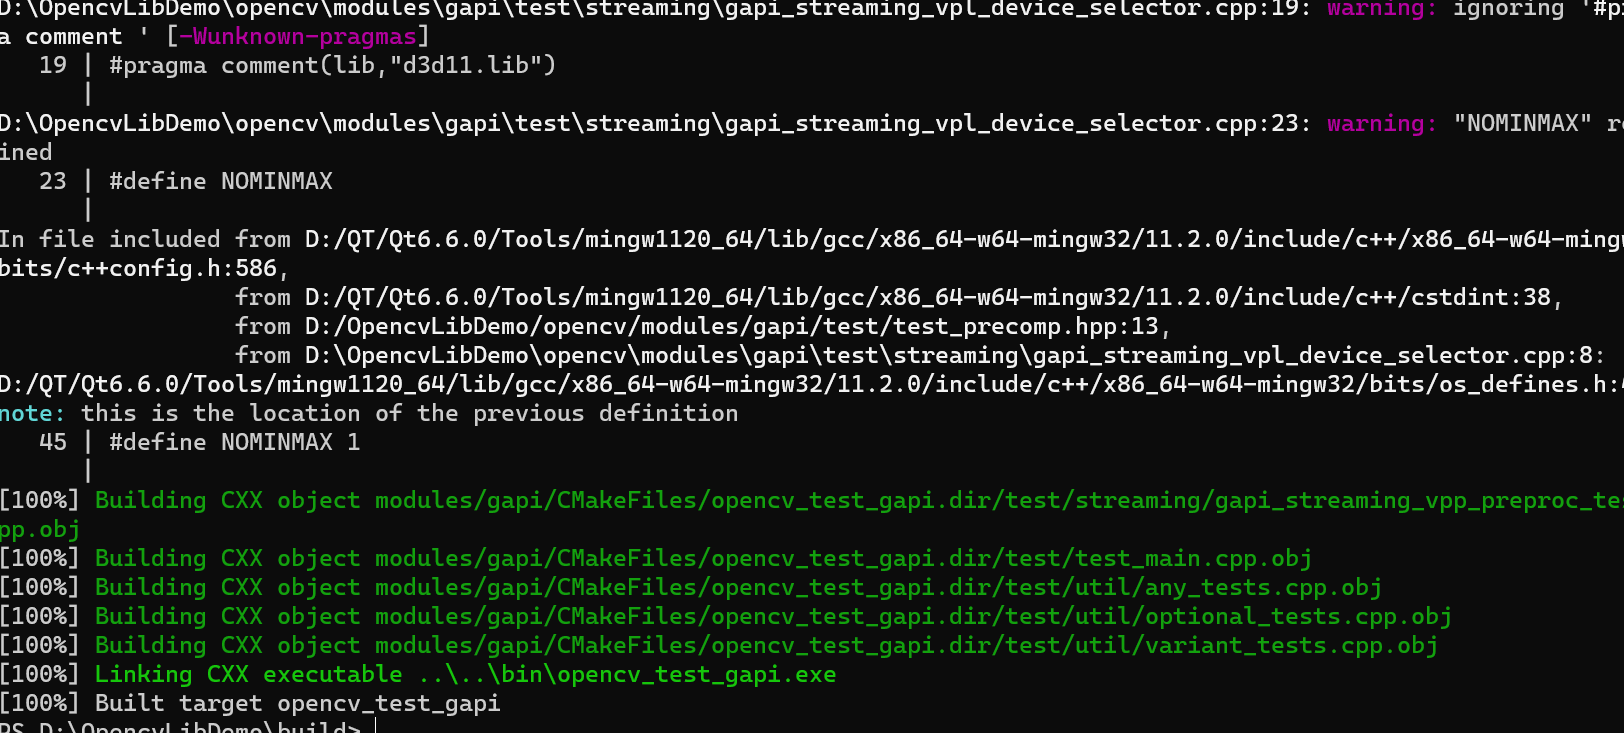 D:\OpencvLibDemo\opencv\modules\gapi\test\streaming\gapi_streaming_vpl_device_selector.cpp:19: warning: ignoring '#p
a comment ' [-Wunknown-pragmas]
   19 | #pragma comment(lib,"d3d11.lib")
      |
D:\OpencvLibDemo\opencv\modules\gapi\test\streaming\gapi_streaming_vpl_device_selector.cpp:23: warning: "NOMINMAX" r
ined
   23 | #define NOMINMAX
      |
In file included from D:/QT/Qt6.6.0/Tools/mingw1120_64/lib/gcc/x86_64-w64-mingw32/11.2.0/include/c++/x86_64-w64-ming
bits/c++config.h:586,
                 from D:/QT/Qt6.6.0/Tools/mingw1120_64/lib/gcc/x86_64-w64-mingw32/11.2.0/include/c++/cstdint:38,
                 from D:/OpencvLibDemo/opencv/modules/gapi/test/test_precomp.hpp:13,
                 from D:\OpencvLibDemo\opencv\modules\gapi\test\streaming\gapi_streaming_vpl_device_selector.cpp:8:
D:/QT/Qt6.6.0/Tools/mingw1120_64/lib/gcc/x86_64-w64-mingw32/11.2.0/include/c++/x86_64-w64-mingw32/bits/os_defines.h:
note: this is the location of the previous definition
   45 | #define NOMINMAX 1
      |
[100%] Building CXX object modules/gapi/CMakeFiles/opencv_test_gapi.dir/test/streaming/gapi_streaming_vpp_preproc_te
pp.obj
[100%] Building CXX object modules/gapi/CMakeFiles/opencv_test_gapi.dir/test/test_main.cpp.obj
[100%] Building CXX object modules/gapi/CMakeFiles/opencv_test_gapi.dir/test/util/any_tests.cpp.obj
[100%] Building CXX object modules/gapi/CMakeFiles/opencv_test_gapi.dir/test/util/optional_tests.cpp.obj
[100%] Building CXX object modules/gapi/CMakeFiles/opencv_test_gapi.dir/test/util/variant_tests.cpp.obj
[100%] Linking CXX executable ..\..\bin\opencv_test_gapi.exe
[100%] Built target opencv_test_gapi
PS D:\OpencvLibDemo\build>